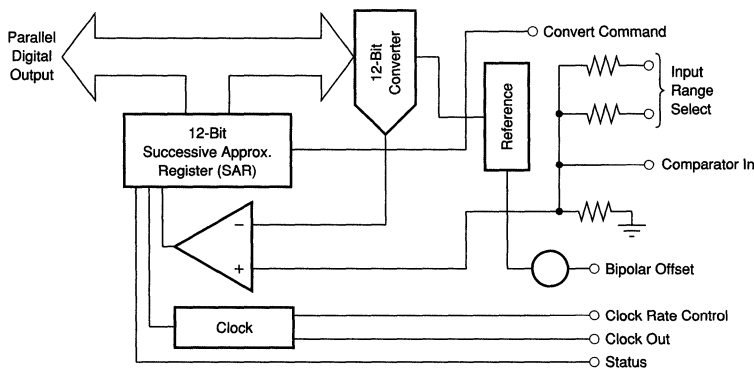 Parallel
Digital
Output
12-Bit
Converter
Convert Command
Reference
Input
Range
Select
12-Bit
Successive Approx.
Register (SAR)
Comparator In
−
+
Bipolar Offset
Clock
Clock Rate Control
Clock Out
Status